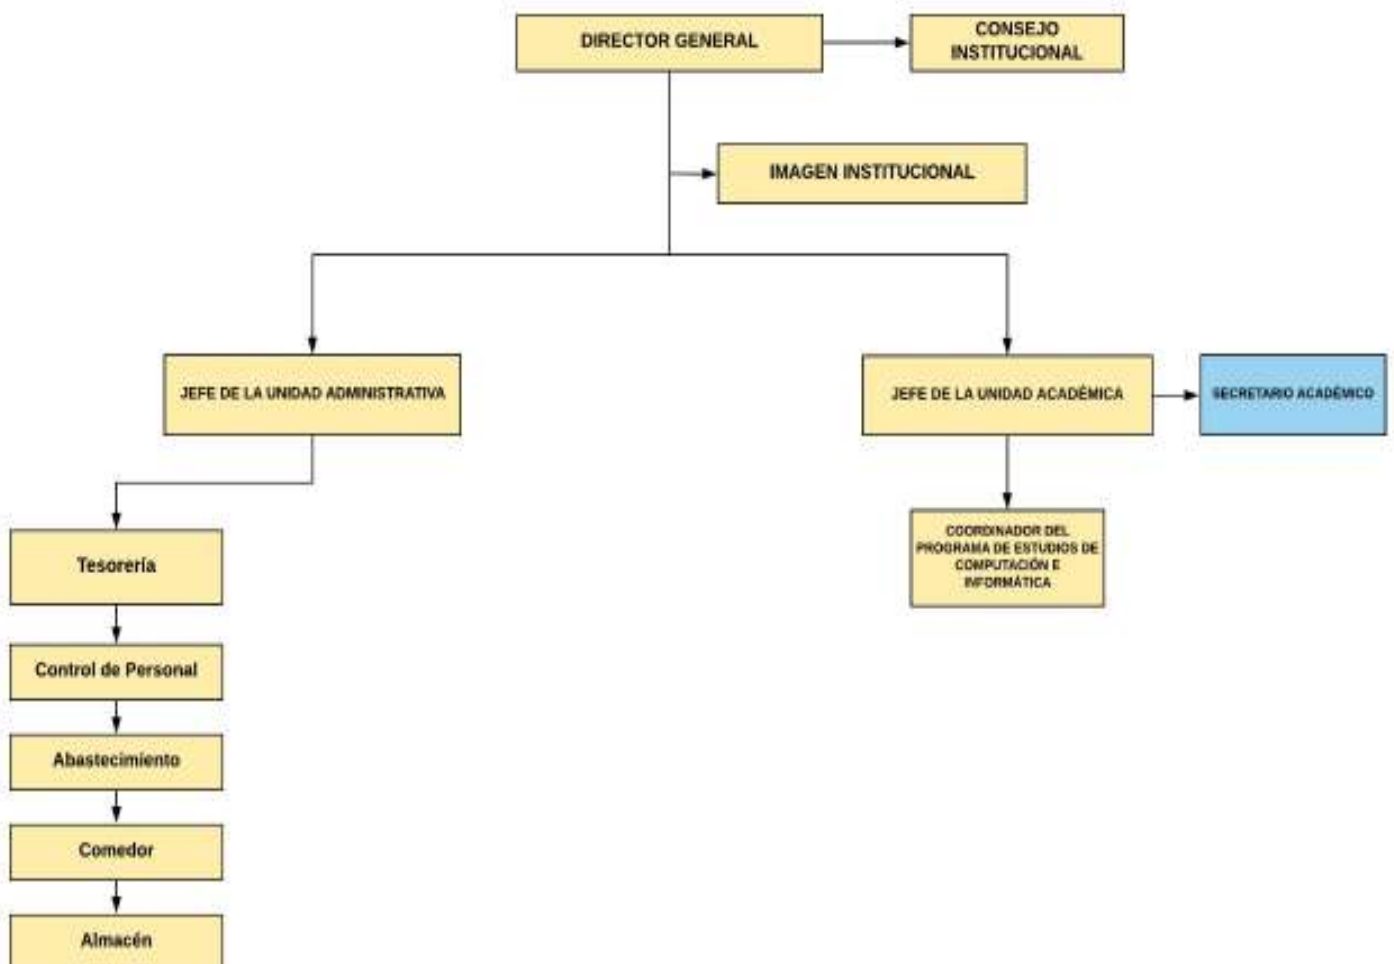 DIRECTOR GENERAL
CONSEJO
INSTITUCIONAL
IMAGEN INSTITUCIONAL
JEFE DE LA UNIDAD ADMINISTRATIVA
JEFE DE LA UNIDAD ACADÉMICA
SECRETARIO ACADÉMICO
COORDINADOR DEL
PROGRAMA DE ESTUDIOS DE
COMPUTACIÓN E
INFORMÁTICA
Tesorería
Control de Personal
Abastecimiento
Comedor
Almacén